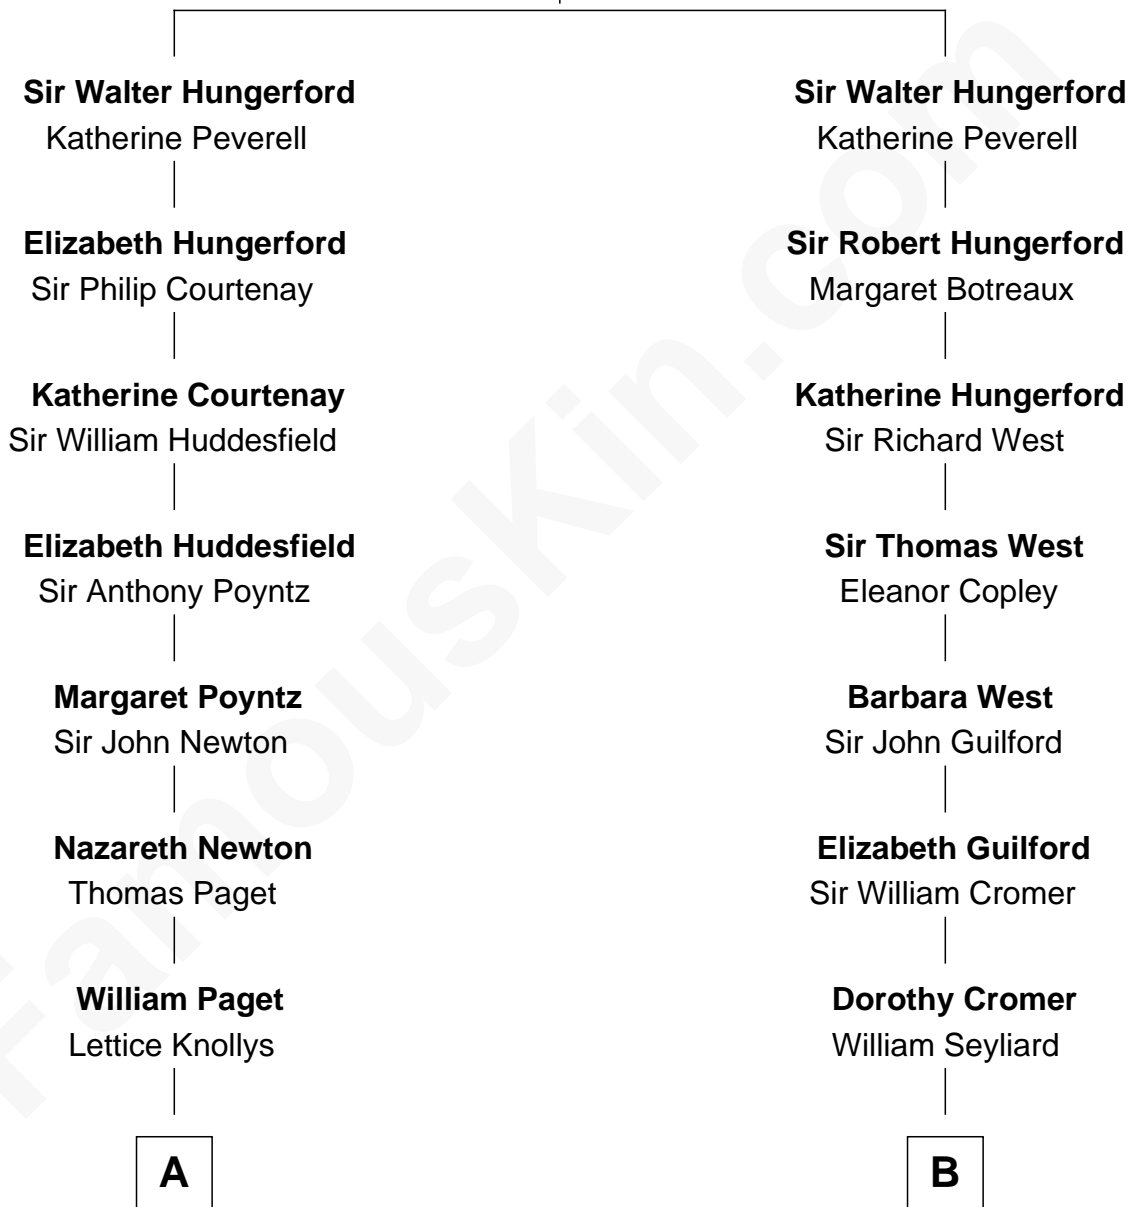 Sir Walter Hungerford
Katherine Peverell
Elizabeth Hungerford
Sir Philip Courtenay
Katherine Courtenay
Sir William Huddesfield
Elizabeth Huddesfield
Sir Anthony Poyntz
Margaret Poyntz
Sir John Newton
Nazareth Newton
Thomas Paget
William Paget
Lettice Knollys
A
Sir Walter Hungerford
Katherine Peverell
Sir Robert Hungerford
Margaret Botreaux
Katherine Hungerford
Sir Richard West
Sir Thomas West
Eleanor Copley
Barbara West
Sir John Guilford
Elizabeth Guilford
Sir William Cromer
Dorothy Cromer
William Seyliard
B
FamousKin.com